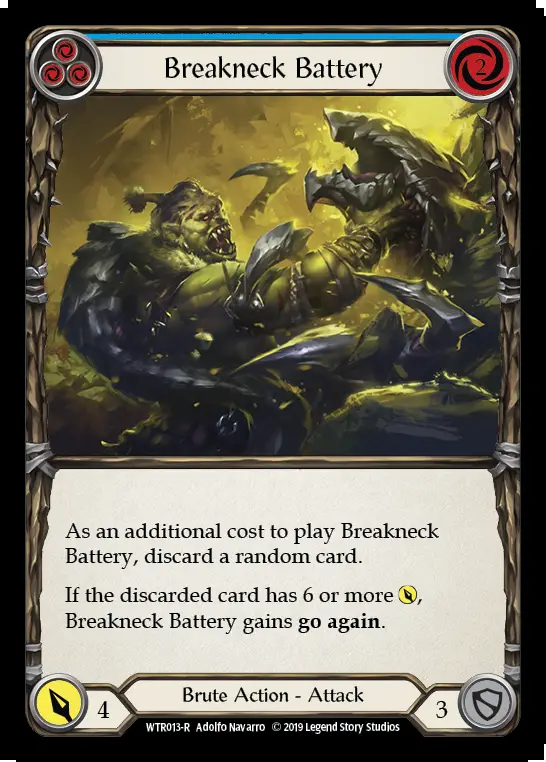 Breakneck Battery
2
As an additional cost to play Breakneck
Battery, discard a random card.
If the discarded card has 6 or more ,
Breakneck Battery gains go again.
4
Brute Action - Attack
3
WTR013-R Adolfo Navarro © 2019 Legend Story Studios